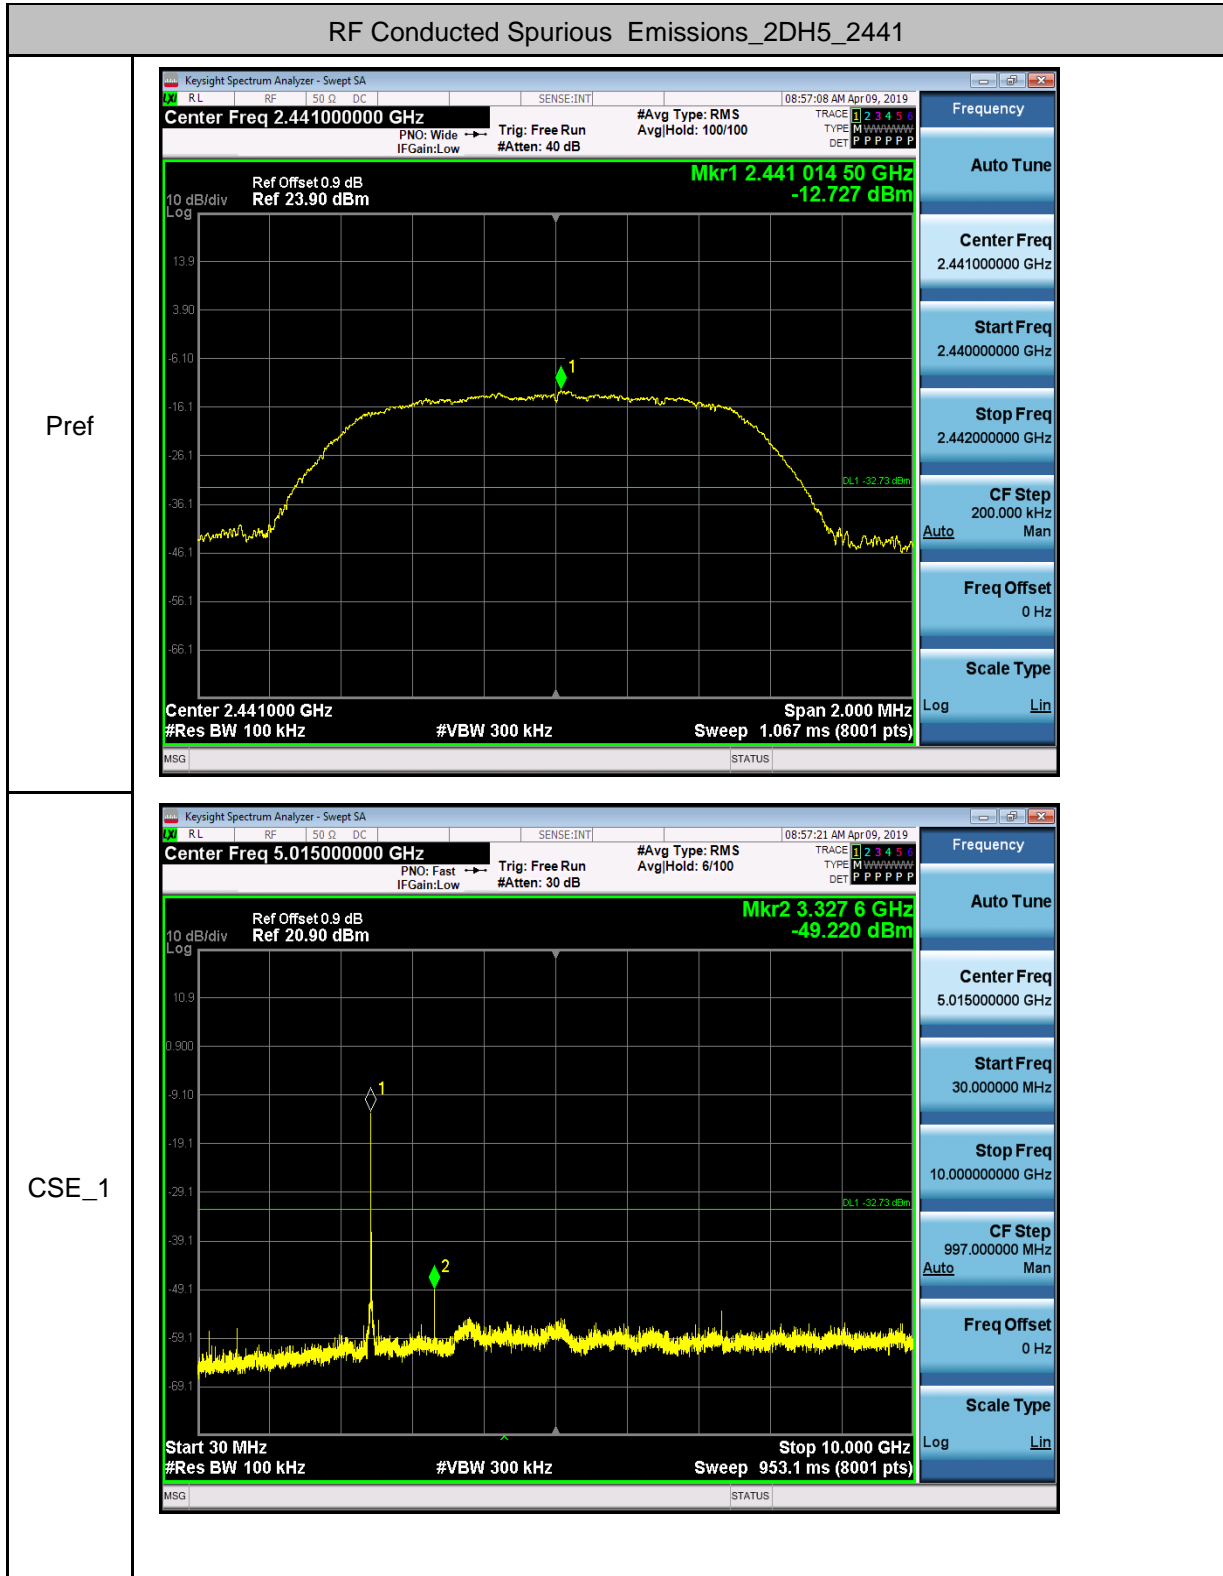 RF Conducted Spurious Emissions_2DH5_2441
Pref
Keysight Spectrum Analyzer - Swept SA
LXI RL RF 50 Ω DC SENSE:INT 08:57:08 AM Apr 09, 2019
Center Freq 2.441000000 GHz
PNO: Wide
IFGain:Low
Trig: Free Run
#Atten: 40 dB
#Avg Type: RMS
Avg|Hold: 100/100
TRACE 1 2 3 4 5 6
TYPE M WWWWW
DET P P P P P P
Mkr1 2.441 014 50 GHz
-12.727 dBm
Ref Offset 0.9 dB
10 dB/div Ref 23.90 dBm
Log
13.9
3.90
-6.10
-16.1
-26.1
-36.1
-46.1
-56.1
-66.1
1
DL1 -32.73 dBm
Center 2.441000 GHz Span 2.000 MHz
#Res BW 100 kHz #VBW 300 kHz Sweep 1.067 ms (8001 pts)
MSG STATUS
Frequency
Auto Tune
Center Freq
2.441000000 GHz
Start Freq
2.440000000 GHz
Stop Freq
2.442000000 GHz
CF Step
200.000 kHz
Auto Man
Freq Offset
0 Hz
Scale Type
Log Lin
CSE_1
Keysight Spectrum Analyzer - Swept SA
LXI RL RF 50 Ω DC SENSE:INT 08:57:21 AM Apr 09, 2019
Center Freq 5.015000000 GHz
PNO: Fast
IFGain:Low
Trig: Free Run
#Atten: 30 dB
#Avg Type: RMS
Avg|Hold: 6/100
TRACE 1 2 3 4 5 6
TYPE M WWWWW
DET P P P P P P
Mkr2 3.327 6 GHz
-49.220 dBm
Ref Offset 0.9 dB
10 dB/div Ref 20.90 dBm
Log
10.9
0.900
-9.10
-19.1
-29.1
-39.1
-49.1
-59.1
-69.1
1
2
DL1 -32.73 dBm
Start 30 MHz Stop 10.000 GHz
#Res BW 100 kHz #VBW 300 kHz Sweep 953.1 ms (8001 pts)
MSG STATUS
Frequency
Auto Tune
Center Freq
5.015000000 GHz
Start Freq
30.000000 MHz
Stop Freq
10.000000000 GHz
CF Step
997.000000 MHz
Auto Man
Freq Offset
0 Hz
Scale Type
Log Lin